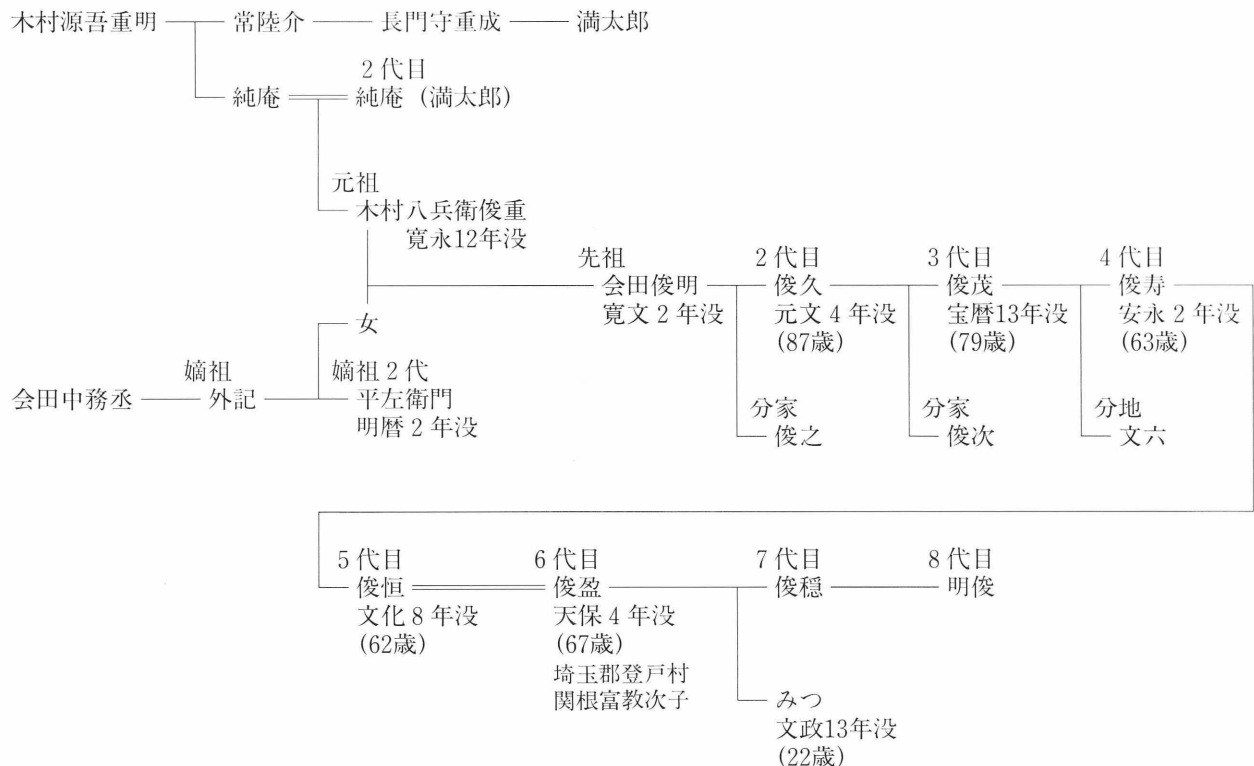 木村源吾重明 常陸介 長門守重成 満太郎
2代目
純庵 純庵（満太郎）
元祖
木村八兵衛俊重
寛永12年没
先祖 2代目 3代目 4代目
会田俊明 俊久 俊茂 俊寿
寛文2年没 元文4年没 宝暦13年没 安永2年没
(87歳) (79歳) (63歳)
女
嫡祖 嫡祖2代
会田中務丞 外記 平左衛門
明暦2年没
分家 分家 分地
俊之 俊次 文六
5代目 6代目 7代目 8代目
俊恒 俊盈 俊穏 明俊
文化8年没 天保4年没
(62歳) (67歳)
埼玉郡登戸村
関根富教次子
みつ
文政13年没
(22歳)